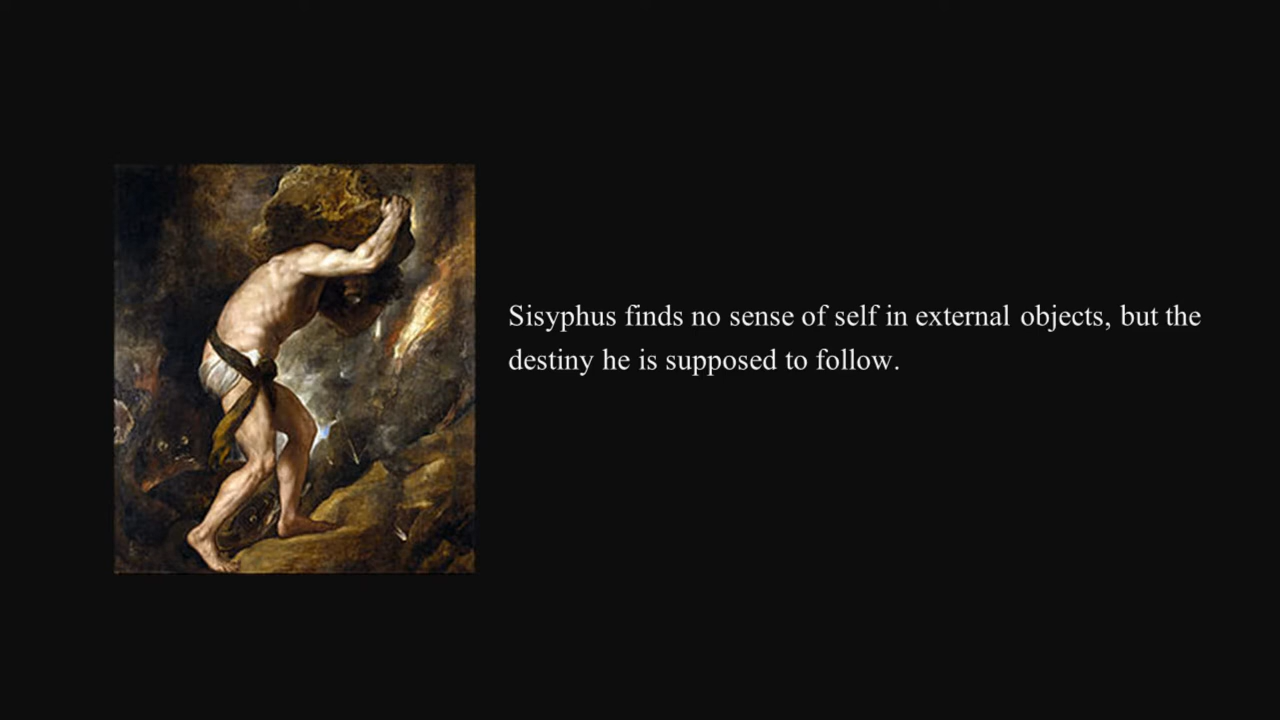 Sisyphus finds no sense of self in external objects, but the
destiny he is supposed to follow.